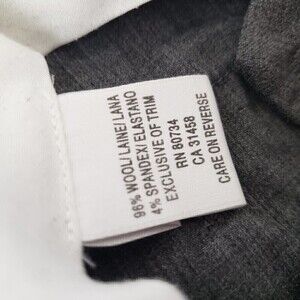 96% WOOL/LAINE/LANA
4% SPANDEX/ELASTANO
EXCLUSIVE OF TRIM
RN 80734
CA 31458
CARE ON REVERSE